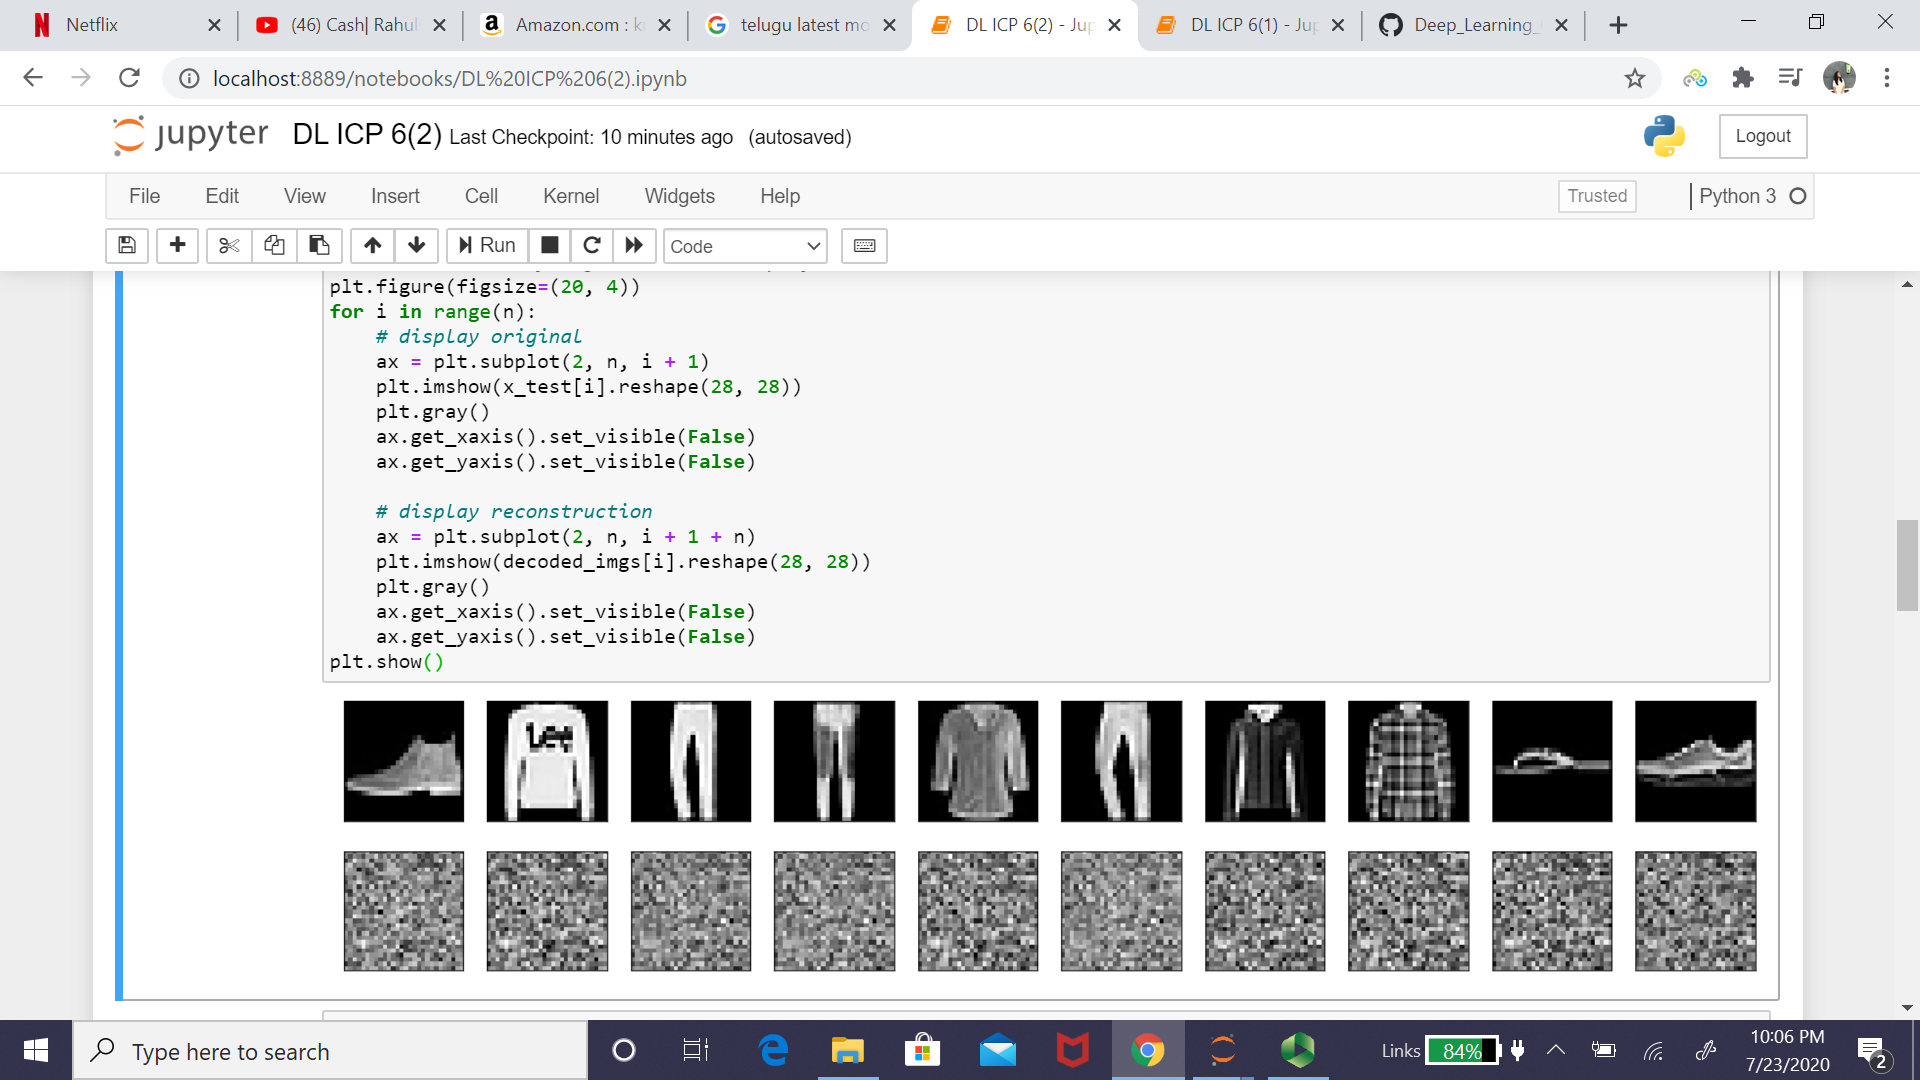 Netflix
(46) Cash| Rahul
Amazon.com : k
telugu latest mo
DL ICP 6(2) - Jup
DL ICP 6(1) - Jup
Deep_Learning_
localhost:8889/notebooks/DL%20ICP%206(2).ipynb
jupyter DL ICP 6(2) Last Checkpoint: 10 minutes ago (autosaved)
Logout
File Edit View Insert Cell Kernel Widgets Help
Trusted
Python 3
Run
Code
plt.figure(figsize=(20, 4))
for i in range(n):
    # display original
    ax = plt.subplot(2, n, i + 1)
    plt.imshow(x_test[i].reshape(28, 28))
    plt.gray()
    ax.get_xaxis().set_visible(False)
    ax.get_yaxis().set_visible(False)
    # display reconstruction
    ax = plt.subplot(2, n, i + 1 + n)
    plt.imshow(decoded_imgs[i].reshape(28, 28))
    plt.gray()
    ax.get_xaxis().set_visible(False)
    ax.get_yaxis().set_visible(False)
plt.show()
Lee
Type here to search
Links
84%
10:06 PM
7/23/2020
2